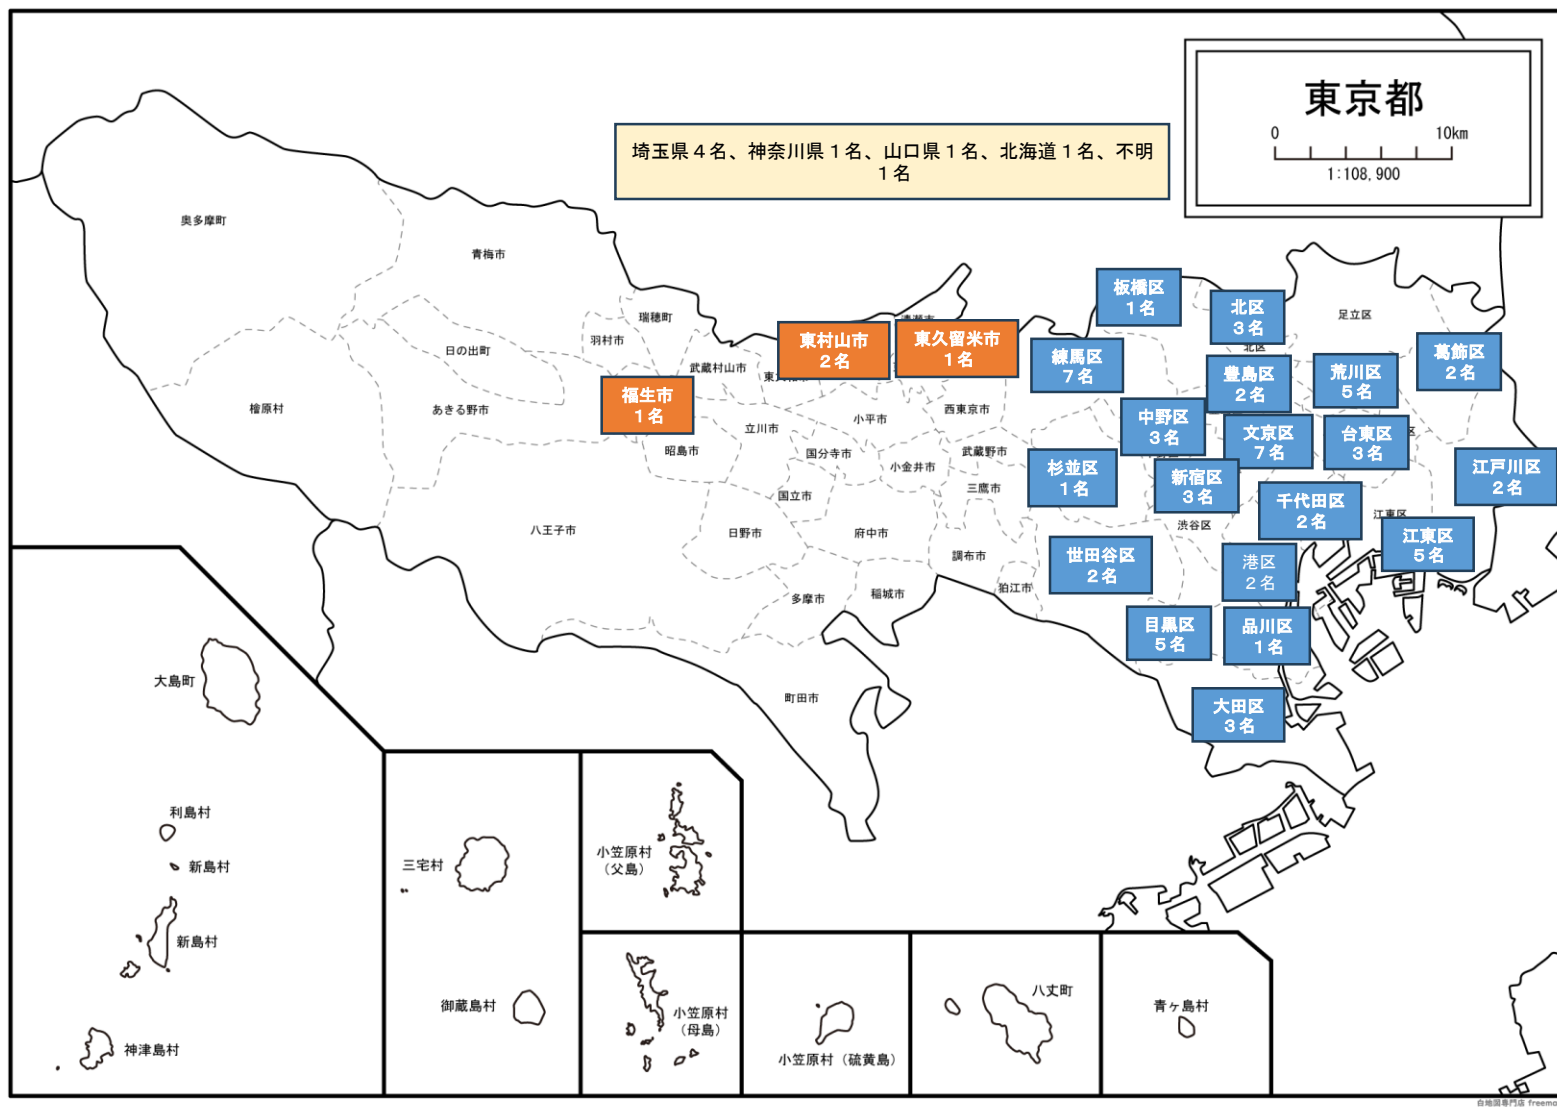 東京都
0 10km
1:108,900
埼玉県４名、神奈川県１名、山口県１名、北海道１名、不明
１名
奥多摩町
青梅市
瑞穂町
羽村市
日の出町
武蔵村山市
檜原村
あきる野市
福生市
１名
東村山市
２名
東久留米市
１名
昭島市
立川市
小平市
西東京市
国分寺市
小金井市
武蔵野市
国立市
三鷹市
八王子市
日野市
府中市
調布市
狛江市
多摩市
稲城市
町田市
板橋区
１名
北区
３名
北区
足立区
練馬区
７名
豊島区
２名
荒川区
５名
葛飾区
２名
中野区
３名
文京区
７名
台東区
３名
区
杉並区
１名
新宿区
３名
江戸川区
２名
千代田区
２名
渋谷区
江東区
江東区
５名
世田谷区
２名
港区
２名
目黒区
５名
品川区
１名
大田区
３名
大島町
利島村
新島村
新島村
神津島村
三宅村
御蔵島村
小笠原村
（父島）
小笠原村
（母島）
小笠原村（硫黄島）
八丈町
青ヶ島村
白地図専門店 freemo